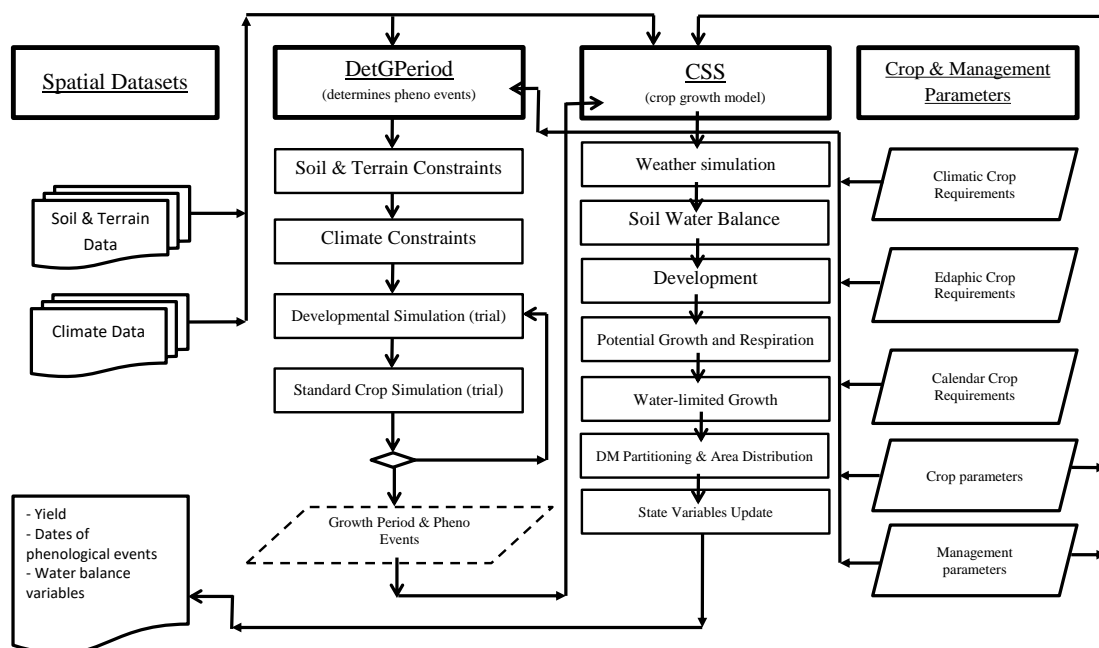 Spatial Datasets
Soil & Terrain
Data
Climate Data
- Yield
- Dates of
phenological events
- Water balance
variables
DetGPeriod
(determines pheno events)
Soil & Terrain Constraints
Climate Constraints
Developmental Simulation (trial)
Standard Crop Simulation (trial)
Growth Period & Pheno
Events
CSS
(crop growth model)
Weather simulation
Soil Water Balance
Development
Potential Growth and Respiration
Water-limited Growth
DM Partitioning & Area Distribution
State Variables Update
Crop & Management
Parameters
Climatic Crop
Requirements
Edaphic Crop
Requirements
Calendar Crop
Requirements
Crop parameters
Management
parameters